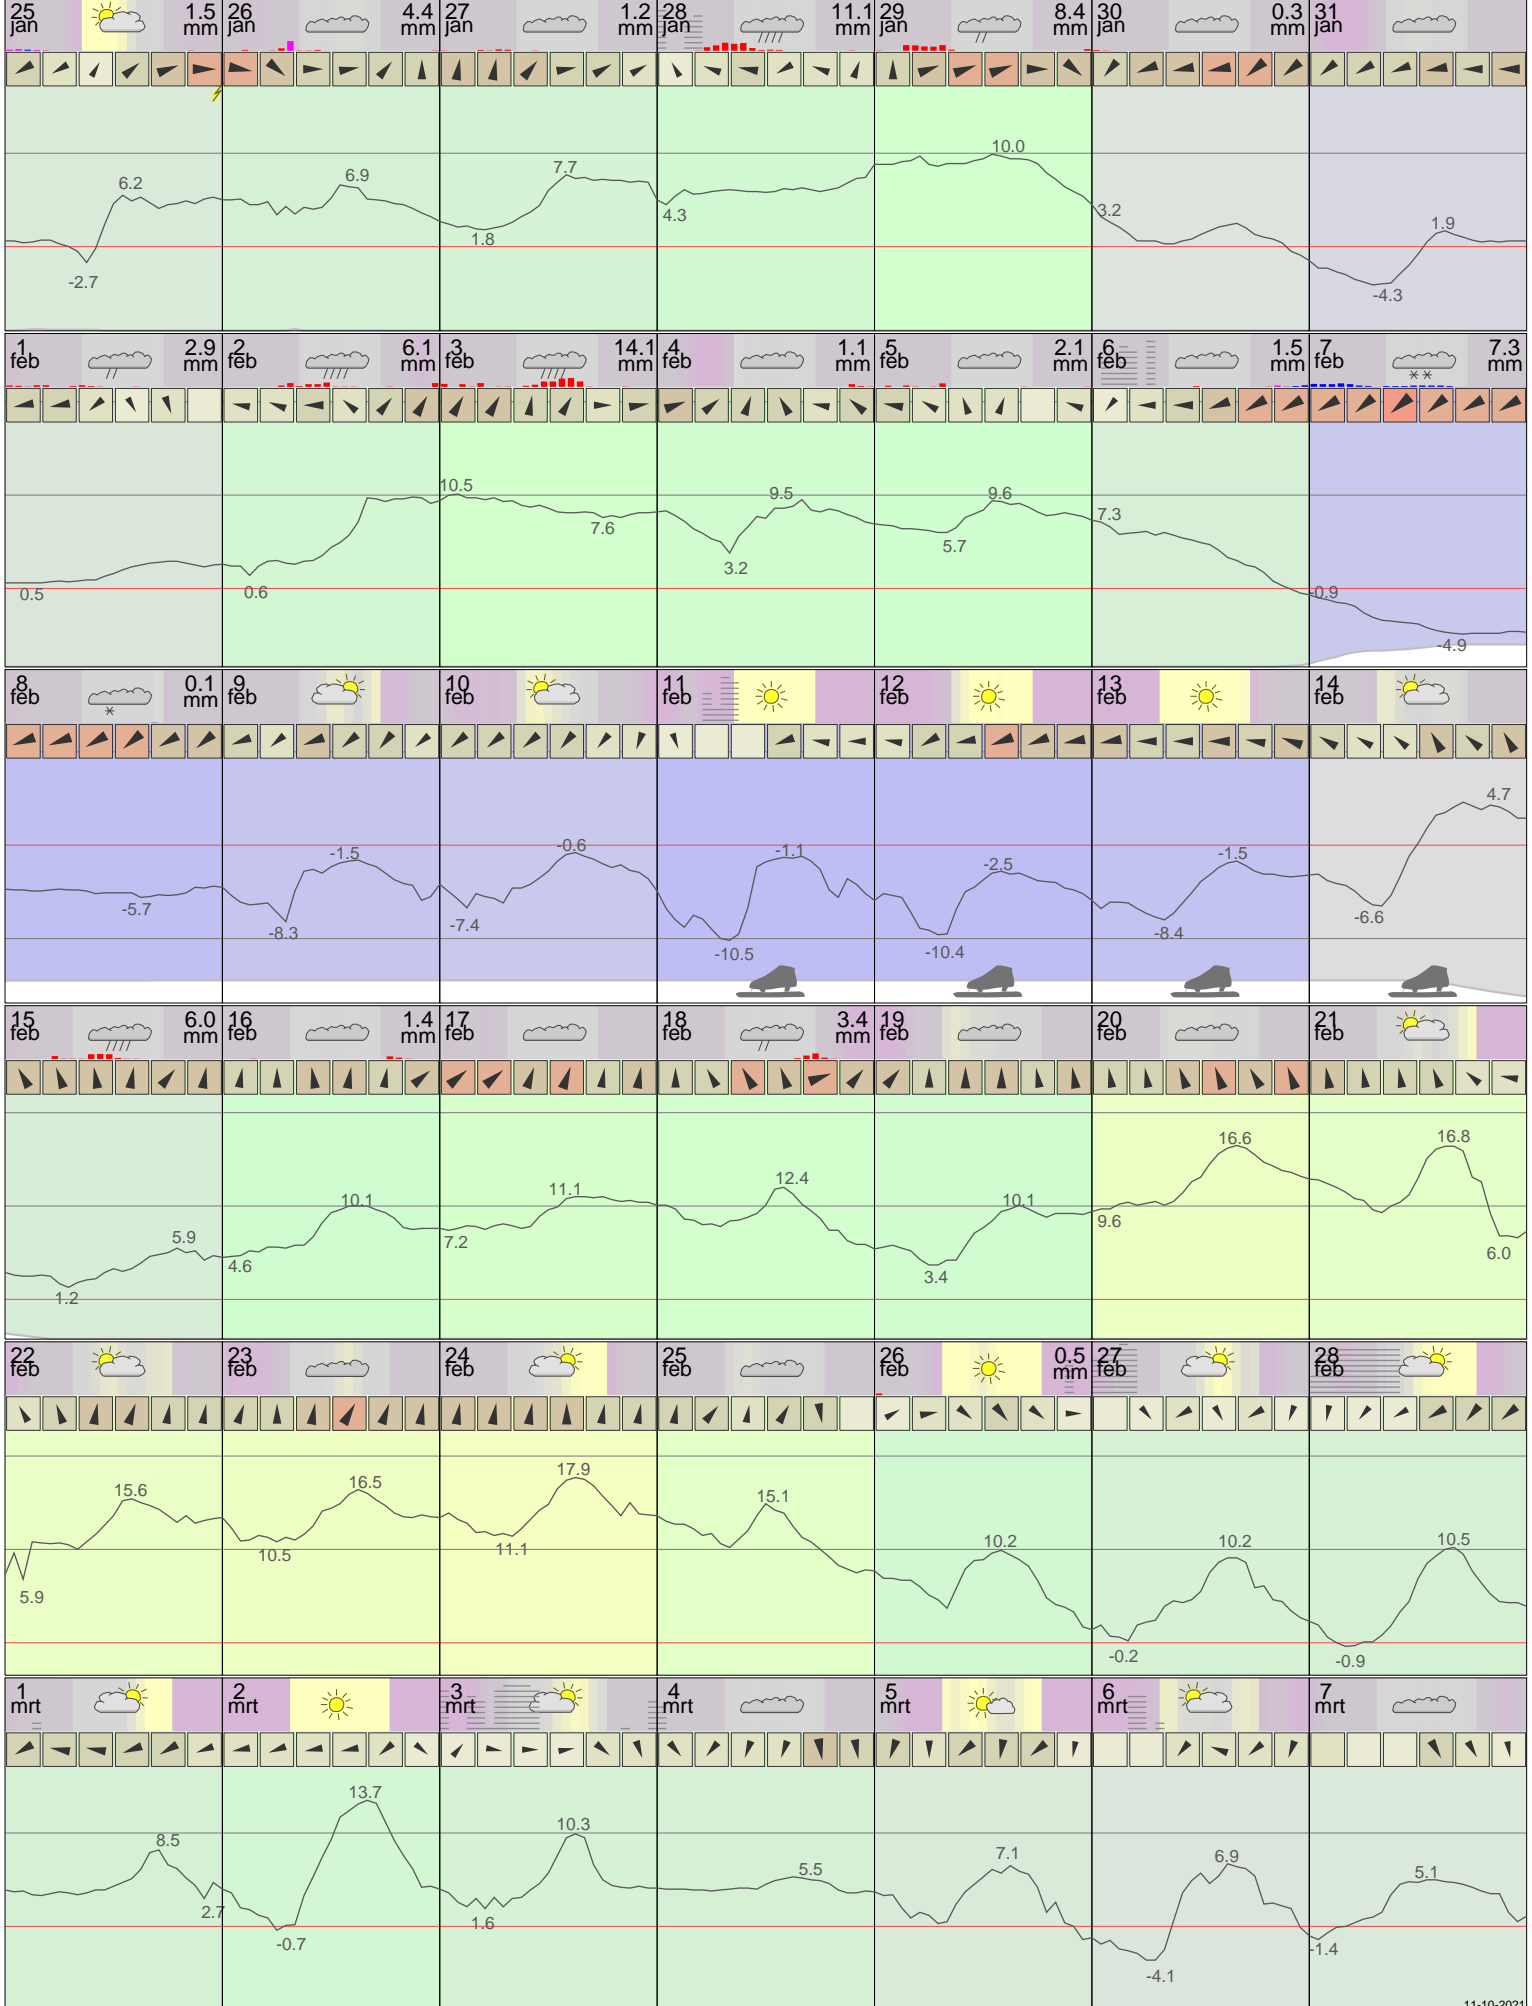 25 jan 1.5 mm 26 jan 4.4 mm 27 jan 1.2 mm 28 jan 11.1 mm 29 jan 8.4 mm 30 jan 0.3 mm 31 jan
6.2 -2.7 6.9 7.7 1.8 4.3 10.0 3.2 1.9 -4.3
1 feb 2.9 mm 2 feb 6.1 mm 3 feb 14.1 mm 4 feb 1.1 mm 5 feb 2.1 mm 6 feb 1.5 mm 7 feb 7.3 mm
0.5 0.6 10.5 7.6 9.5 3.2 9.6 5.7 7.3 -0.9 -4.9
8 feb 0.1 mm 9 feb 10 feb 11 feb 12 feb 13 feb 14 feb
-5.7 -1.5 -8.3 -0.6 -7.4 -1.1 -10.5 -2.5 -10.4 -1.5 -8.4 4.7 -6.6
15 feb 6.0 mm 16 feb 1.4 mm 17 feb 18 feb 3.4 mm 19 feb 20 feb 21 feb
5.9 1.2 10.1 4.6 11.1 7.2 12.4 10.1 3.4 16.6 9.6 16.8 6.0
22 feb 23 feb 24 feb 25 feb 26 feb 0.5 mm 27 feb 28 feb
15.6 5.9 16.5 10.5 17.9 11.1 15.1 10.2 10.2 -0.2 10.5 -0.9
1 mrt 2 mrt 3 mrt 4 mrt 5 mrt 6 mrt 7 mrt
8.5 2.7 13.7 -0.7 10.3 1.6 5.5 7.1 6.9 -4.1 5.1 -1.4
11-10-2021